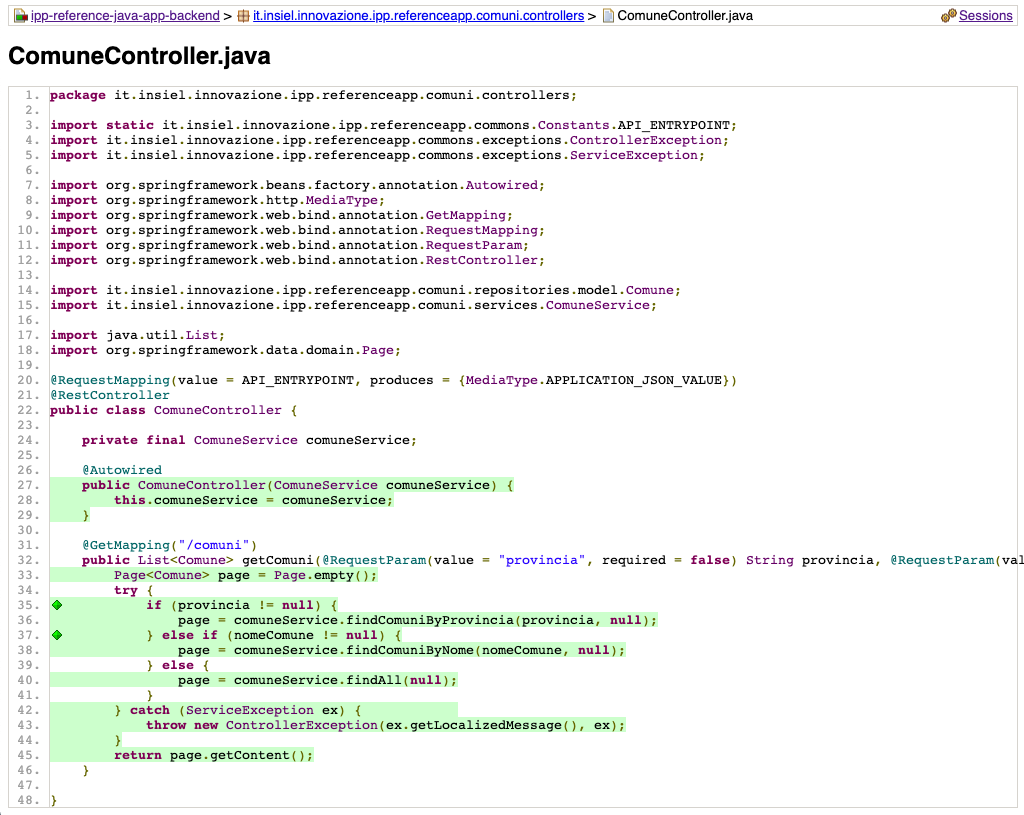 ipp-reference-java-app-backend > it.insiel.innovazione.ipp.referenceapp.comuni.controllers > ComuneController.java Sessions
ComuneController.java
1. package it.insiel.innovazione.ipp.referenceapp.comuni.controllers;
2.
3. import static it.insiel.innovazione.ipp.referenceapp.commons.Constants.API_ENTRYPOINT;
4. import it.insiel.innovazione.ipp.referenceapp.commons.exceptions.ControllerException;
5. import it.insiel.innovazione.ipp.referenceapp.commons.exceptions.ServiceException;
6.
7. import org.springframework.beans.factory.annotation.Autowired;
8. import org.springframework.http.MediaType;
9. import org.springframework.web.bind.annotation.GetMapping;
10. import org.springframework.web.bind.annotation.RequestMapping;
11. import org.springframework.web.bind.annotation.RequestParam;
12. import org.springframework.web.bind.annotation.RestController;
13.
14. import it.insiel.innovazione.ipp.referenceapp.comuni.repositories.model.Comune;
15. import it.insiel.innovazione.ipp.referenceapp.comuni.services.ComuneService;
16.
17. import java.util.List;
18. import org.springframework.data.domain.Page;
19.
20. @RequestMapping(value = API_ENTRYPOINT, produces = {MediaType.APPLICATION_JSON_VALUE})
21. @RestController
22. public class ComuneController {
23.
24.     private final ComuneService comuneService;
25.
26.     @Autowired
27.     public ComuneController(ComuneService comuneService) {
28.         this.comuneService = comuneService;
29.     }
30.
31.     @GetMapping("/comuni")
32.     public List<Comune> getComuni(@RequestParam(value = "provincia", required = false) String provincia, @RequestParam(val
33.         Page<Comune> page = Page.empty();
34.         try {
35.             if (provincia != null) {
36.                 page = comuneService.findComuniByProvincia(provincia, null);
37.             } else if (nomeComune != null) {
38.                 page = comuneService.findComuniByNome(nomeComune, null);
39.             } else {
40.                 page = comuneService.findAll(null);
41.             }
42.         } catch (ServiceException ex) {
43.             throw new ControllerException(ex.getLocalizedMessage(), ex);
44.         }
45.         return page.getContent();
46.     }
47.
48. }